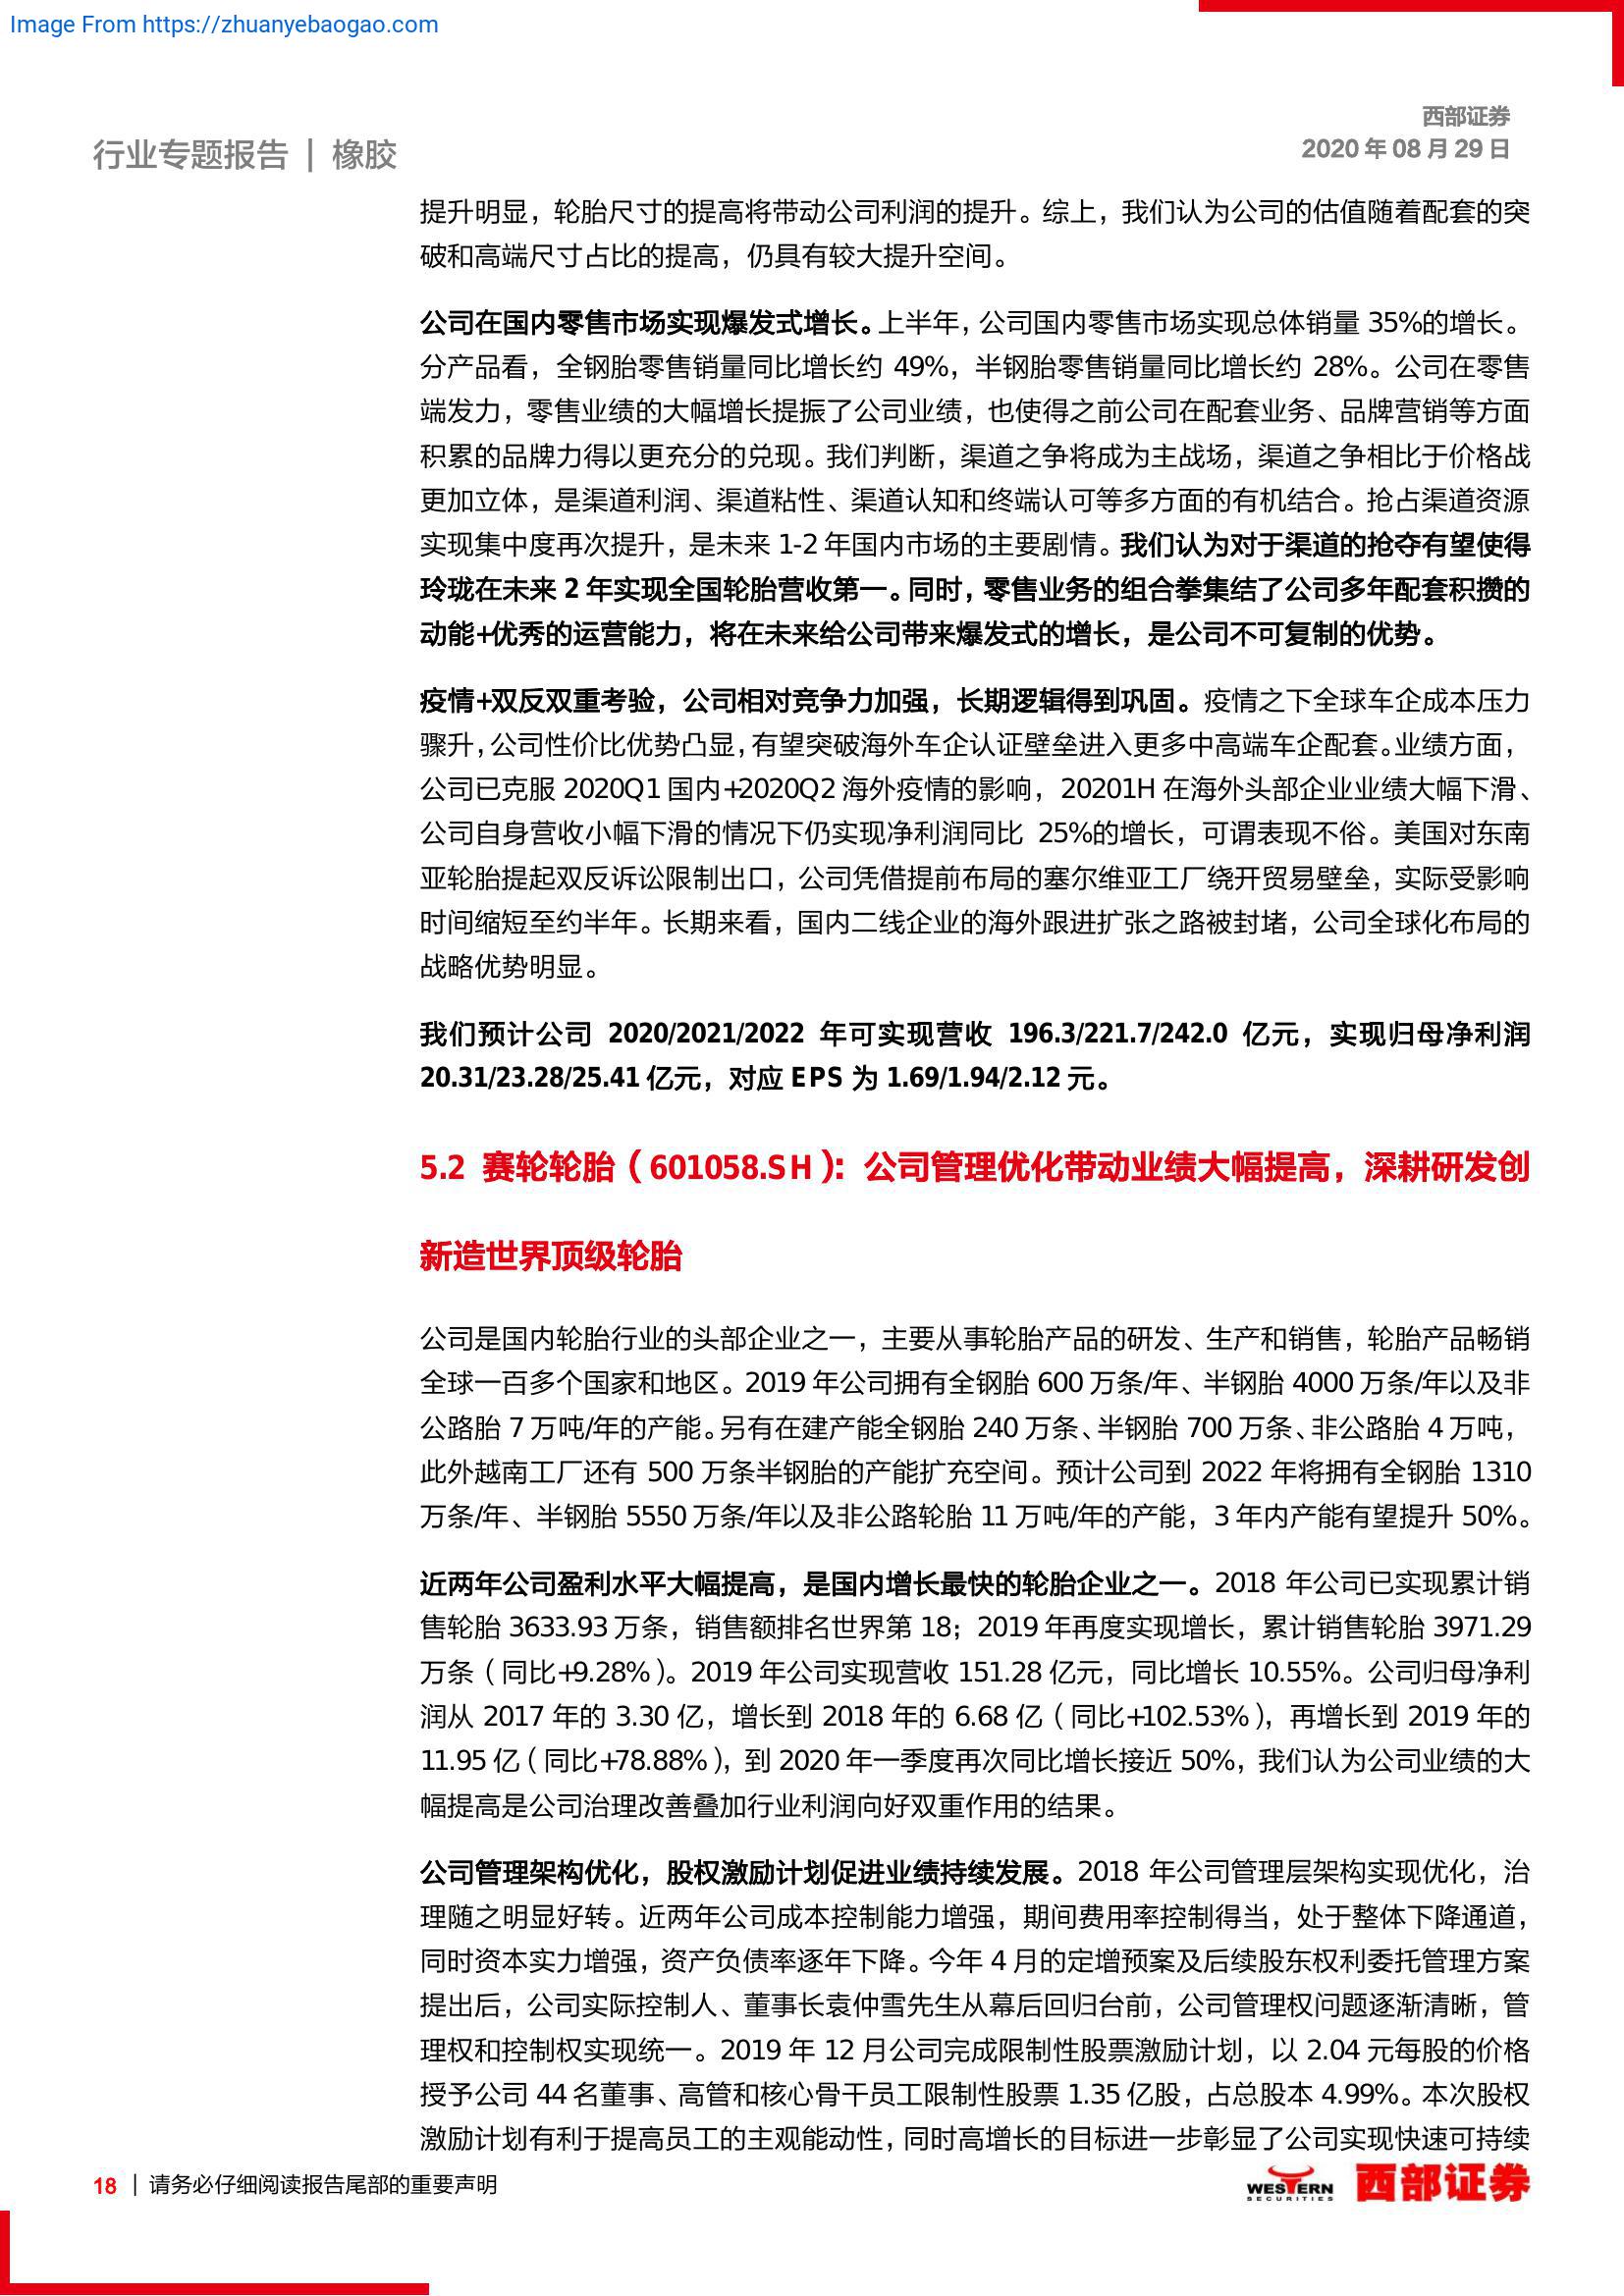 Image From https://zhuanyebaogao.com
西部证券
2020 年 08 月 29 日
行业专题报告 | 橡胶
提升明显，轮胎尺寸的提高将带动公司利润的提升。综上，我们认为公司的估值随着配套的突
破和高端尺寸占比的提高，仍具有较大提升空间。
公司在国内零售市场实现爆发式增长。上半年，公司国内零售市场实现总体销量 35%的增长。
分产品看，全钢胎零售销量同比增长约 49%，半钢胎零售销量同比增长约 28%。公司在零售
端发力，零售业绩的大幅增长提振了公司业绩，也使得之前公司在配套业务、品牌营销等方面
积累的品牌力得以更充分的兑现。我们判断，渠道之争将成为主战场，渠道之争相比于价格战
更加立体，是渠道利润、渠道粘性、渠道认知和终端认可等多方面的有机结合。抢占渠道资源
实现集中度再次提升，是未来 1-2 年国内市场的主要剧情。我们认为对于渠道的抢夺有望使得
玲珑在未来 2 年实现全国轮胎营收第一。同时，零售业务的组合拳集结了公司多年配套积攒的
动能+优秀的运营能力，将在未来给公司带来爆发式的增长，是公司不可复制的优势。
疫情+双反双重考验，公司相对竞争力加强，长期逻辑得到巩固。疫情之下全球车企成本压力
骤升，公司性价比优势凸显，有望突破海外车企认证壁垒进入更多中高端车企配套。业绩方面，
公司已克服 2020Q1 国内+2020Q2 海外疫情的影响，20201H 在海外头部企业业绩大幅下滑、
公司自身营收小幅下滑的情况下仍实现净利润同比 25%的增长，可谓表现不俗。美国对东南
亚轮胎提起双反诉讼限制出口，公司凭借提前布局的塞尔维亚工厂绕开贸易壁垒，实际受影响
时间缩短至约半年。长期来看，国内二线企业的海外跟进扩张之路被封堵，公司全球化布局的
战略优势明显。
我们预计公司 2020/2021/2022 年可实现营收 196.3/221.7/242.0 亿元，实现归母净利润
20.31/23.28/25.41 亿元，对应 EPS 为 1.69/1.94/2.12 元。
5.2 赛轮轮胎（601058.SH）：公司管理优化带动业绩大幅提高，深耕研发创
新造世界顶级轮胎
公司是国内轮胎行业的头部企业之一，主要从事轮胎产品的研发、生产和销售，轮胎产品畅销
全球一百多个国家和地区。2019 年公司拥有全钢胎 600 万条/年、半钢胎 4000 万条/年以及非
公路胎 7 万吨/年的产能。另有在建产能全钢胎 240 万条、半钢胎 700 万条、非公路胎 4 万吨，
此外越南工厂还有 500 万条半钢胎的产能扩充空间。预计公司到 2022 年将拥有全钢胎 1310
万条/年、半钢胎 5550 万条/年以及非公路轮胎 11 万吨/年的产能，3 年内产能有望提升 50%。
近两年公司盈利水平大幅提高，是国内增长最快的轮胎企业之一。2018 年公司已实现累计销
售轮胎 3633.93 万条，销售额排名世界第 18；2019 年再度实现增长，累计销售轮胎 3971.29
万条（同比+9.28%）。2019 年公司实现营收 151.28 亿元，同比增长 10.55%。公司归母净利
润从 2017 年的 3.30 亿，增长到 2018 年的 6.68 亿（同比+102.53%），再增长到 2019 年的
11.95 亿（同比+78.88%），到 2020 年一季度再次同比增长接近 50%，我们认为公司业绩的大
幅提高是公司治理改善叠加行业利润向好双重作用的结果。
公司管理架构优化，股权激励计划促进业绩持续发展。2018 年公司管理层架构实现优化，治
理随之明显好转。近两年公司成本控制能力增强，期间费用率控制得当，处于整体下降通道，
同时资本实力增强，资产负债率逐年下降。今年 4 月的定增预案及后续股东权利委托管理方案
提出后，公司实际控制人、董事长袁仲雪先生从幕后回归台前，公司管理权问题逐渐清晰，管
理权和控制权实现统一。2019 年 12 月公司完成限制性股票激励计划，以 2.04 元每股的价格
授予公司 44 名董事、高管和核心骨干员工限制性股票 1.35 亿股，占总股本 4.99%。本次股权
激励计划有利于提高员工的主观能动性，同时高增长的目标进一步彰显了公司实现快速可持续
18 | 请务必仔细阅读报告尾部的重要声明
WESTERN
SECURITIES
西部证券